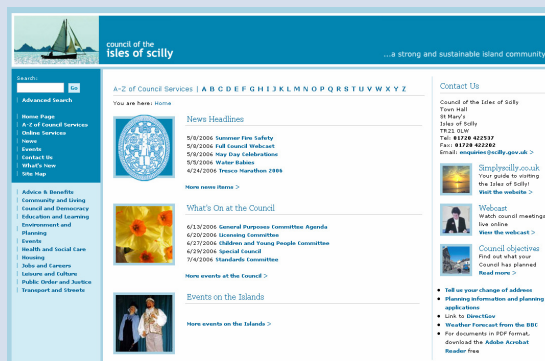 council of the
isles of scilly
...a strong and sustainable island community
Search:
Go
Advanced Search
Home Page
A-Z of Council Services
Online Services
News
Events
Contact Us
What's New
Site Map
Advice & Benefits
Community and Living
Council and Democracy
Education and Learning
Environment and
Planning
Events
Health and Social Care
Housing
Jobs and Careers
Leisure and Culture
Public Order and Justice
Transport and Streets
A-Z of Council Services | A B C D E F G H I J K L M N O P Q R S T U V W X Y Z
You are here: Home
News Headlines
5/8/2006 Summer Fire Safety
5/8/2006 Full Council Webcast
5/8/2006 May Day Celebrations
5/5/2006 Water-Babies
4/24/2006 Tresco Marathon 2006
More news items >
What's On at the Council
6/13/2006 General Purposes Committee Agenda
6/20/2006 Licensing Committee
6/27/2006 Children and Young People Committee
6/29/2006 Special Council
7/4/2006 Standards Committee
More events at the Council >
Events on the Islands
More events on the Islands >
Contact Us
Council of the Isles of Scilly
Town Hall
St Mary's
Isles of Scilly
TR21 0LW
Tel: 01720 422537
Fax: 01720 422202
Email: enquiries@scilly.gov.uk >
Simplyscilly.co.uk
Your guide to visiting
the Isles of Scilly!
Visit the website >
Webcast
Watch council meetings
live online
View the webcast >
Council objectives
Find out what your
Council has planned
Read more >
Tell us your change of address
Planning information and planning
applications
Link to DirectGov
Weather Forecast from the BBC
For documents in PDF format,
download the Adobe Acrobat
Reader free